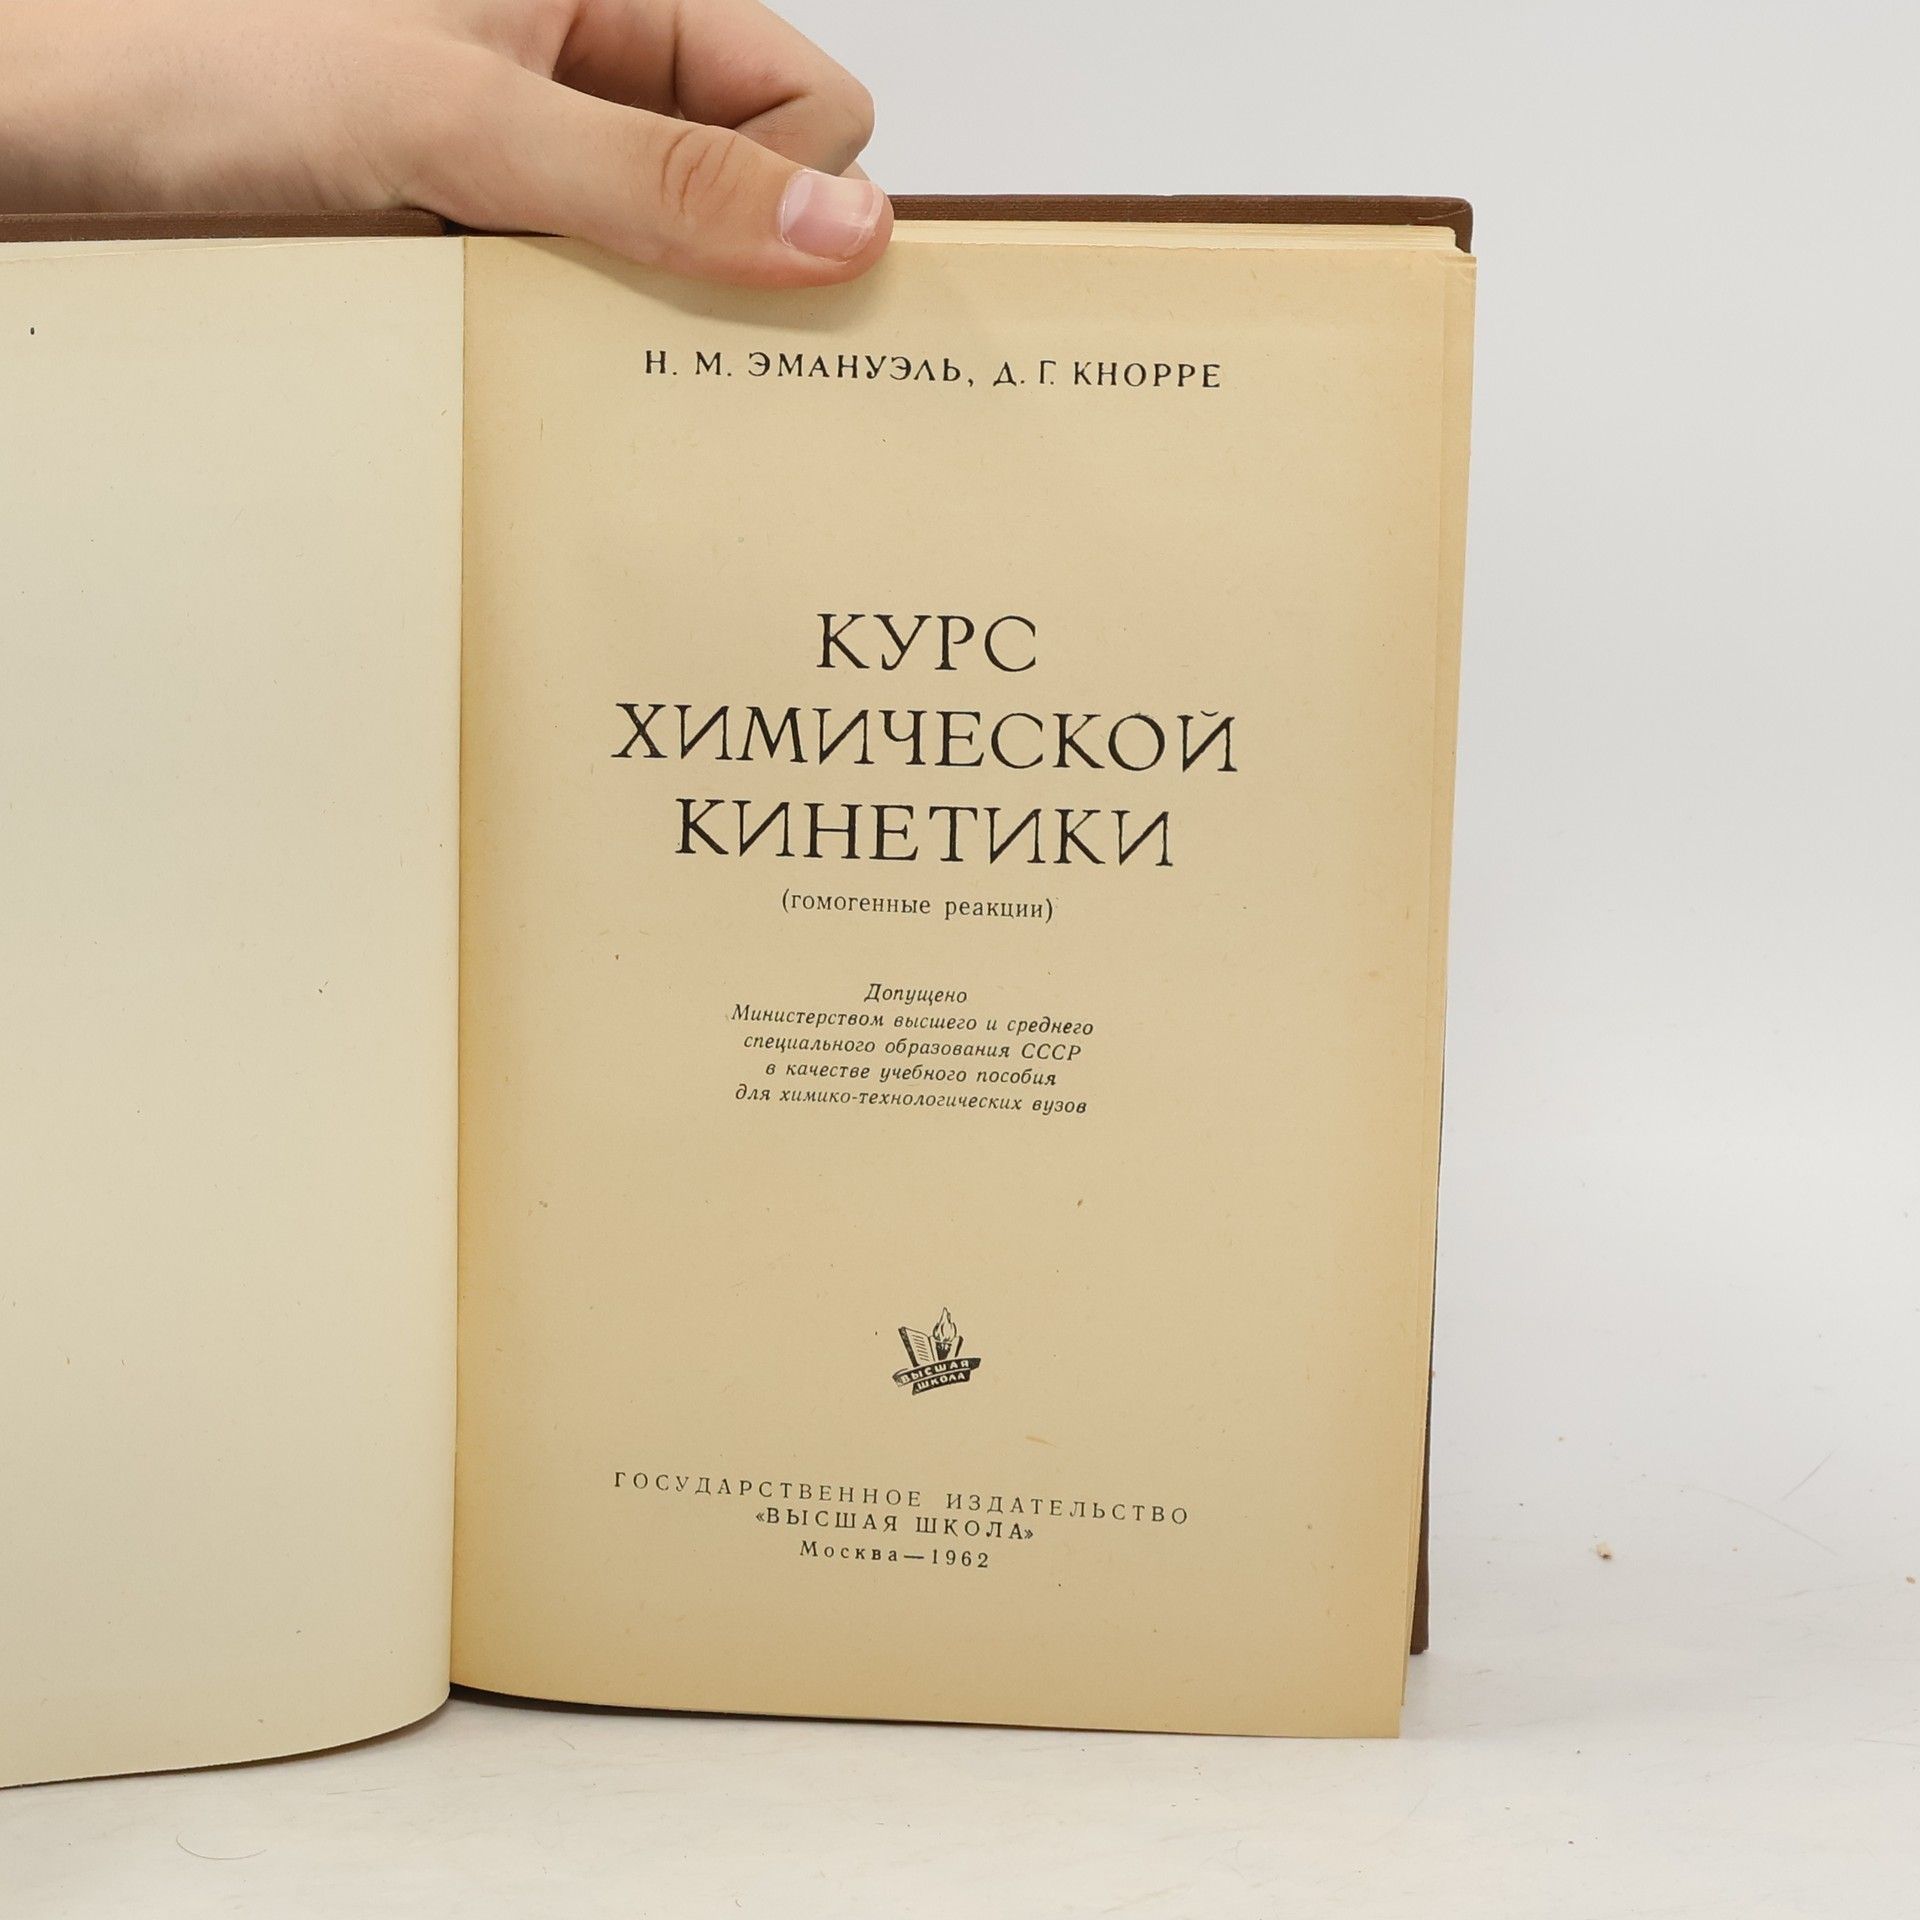 Н. М. ЭМАНУЭЛЬ, Д. Г. КНОРРЕ
КУРС
ХИМИЧЕСКОЙ
КИНЕТИКИ
(гомогенные реакции)
Допущено
Министерством высшего и среднего
специального образования СССР
в качестве учебного пособия
для химико-технологических вузов
ВЫСШАЯ
ШКОЛА
ГОСУДАРСТВЕННОЕ ИЗДАТЕЛЬСТВО
«ВЫСШАЯ ШКОЛА»
Москва—1962